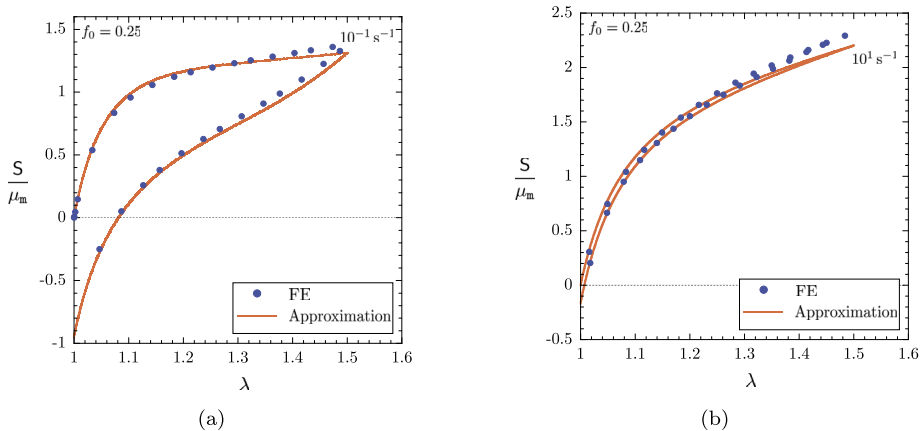 f₀ = 0.25
10⁻¹ s⁻¹
1.5
1
0.5
0
-0.5
-1
S
μₘ
FE
Approximation
1 1.1 1.2 1.3 1.4 1.5 1.6
λ
(a)
f₀ = 0.25
10¹ s⁻¹
2.5
2
1.5
1
0.5
0
-0.5
S
μₘ
FE
Approximation
1 1.1 1.2 1.3 1.4 1.5 1.6
λ
(b)